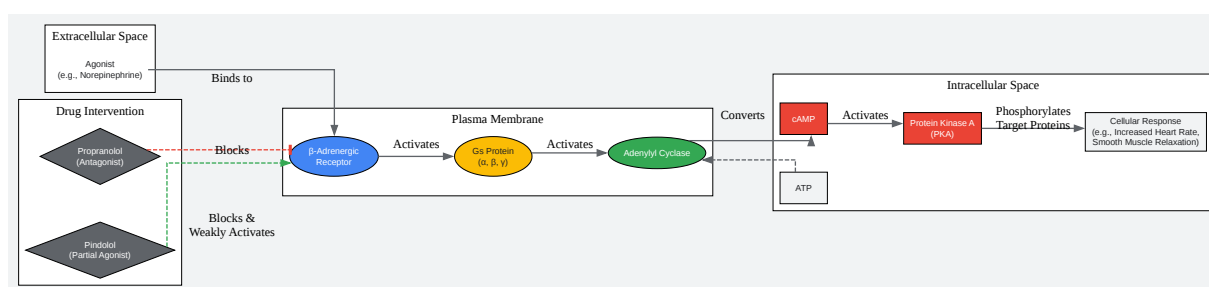 Extracellular Space
Agonist
(e.g., Norepinephrine)
Binds to
Drug Intervention
Propranolol
(Antagonist)
Blocks
Pindolol
(Partial Agonist)
Blocks &
Weakly Activates
Plasma Membrane
β-Adrenergic
Receptor
Activates
Gs Protein
(α, β, γ)
Activates
Adenylyl Cyclase
Converts
Intracellular Space
cAMP
Activates
Protein Kinase A
(PKA)
Phosphorylates
Target Proteins
Cellular Response
(e.g., Increased Heart Rate,
Smooth Muscle Relaxation)
ATP